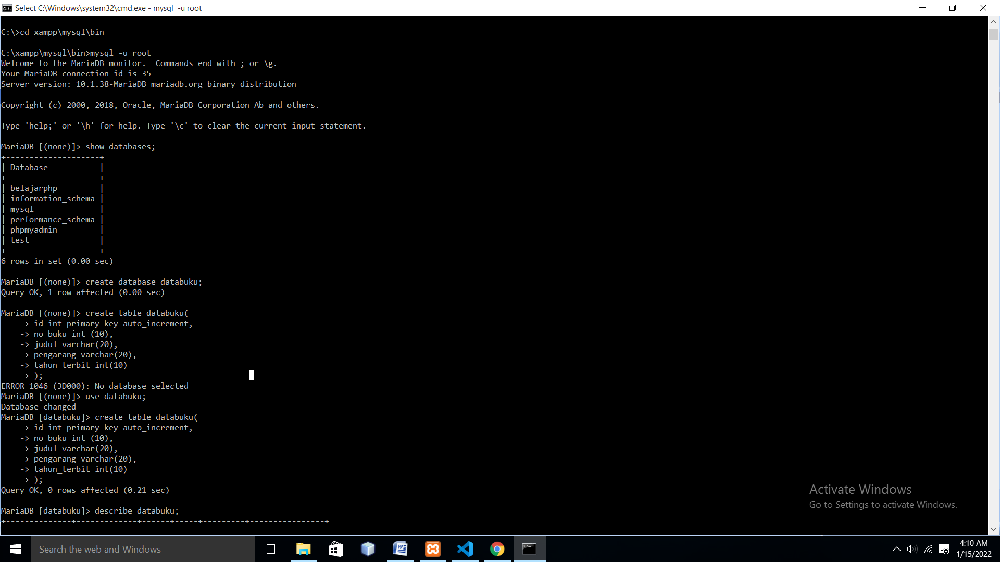 Select C:\Windows\system32\cmd.exe - mysql  -u root
C:\>cd xampp\mysql\bin
C:\xampp\mysql\bin>mysql -u root
Welcome to the MariaDB monitor.  Commands end with ; or \g.
Your MariaDB connection id is 35
Server version: 10.1.38-MariaDB mariadb.org binary distribution
Copyright (c) 2000, 2018, Oracle, MariaDB Corporation Ab and others.
Type 'help;' or '\h' for help. Type '\c' to clear the current input statement.
MariaDB [(none)]> show databases;
+--------------------+
| Database           |
+--------------------+
| belajarphp         |
| information_schema |
| mysql              |
| performance_schema |
| phpmyadmin         |
| test               |
+--------------------+
6 rows in set (0.00 sec)
MariaDB [(none)]> create database databuku;
Query OK, 1 row affected (0.00 sec)
MariaDB [(none)]> create table databuku(
    -> id int primary key auto_increment,
    -> no_buku int (10),
    -> judul varchar(20),
    -> pengarang varchar(20),
    -> tahun_terbit int(10)
    -> );
ERROR 1046 (3D000): No database selected
MariaDB [(none)]> use databuku;
Database changed
MariaDB [databuku]> create table databuku(
    -> id int primary key auto_increment,
    -> no_buku int (10),
    -> judul varchar(20),
    -> pengarang varchar(20),
    -> tahun_terbit int(10)
    -> );
Query OK, 0 rows affected (0.21 sec)
MariaDB [databuku]> describe databuku;
+--------------+-------------+------+-----+---------+----------------+
Activate Windows
Go to Settings to activate Windows.
Search the web and Windows
4:10 AM
1/15/2022